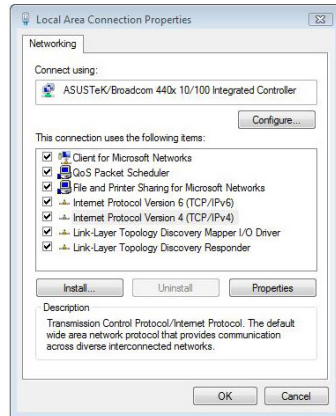 Local Area Connection Properties
Networking
Connect using:
ASUSTeK/Broadcom 440x 10/100 Integrated Controller
Configure...
This connection uses the following items:
Client for Microsoft Networks
QoS Packet Scheduler
File and Printer Sharing for Microsoft Networks
Internet Protocol Version 6 (TCP/IPv6)
Internet Protocol Version 4 (TCP/IPv4)
Link-Layer Topology Discovery Mapper I/O Driver
Link-Layer Topology Discovery Responder
Install... Uninstall Properties
Description
Transmission Control Protocol/Internet Protocol. The default
wide area network protocol that provides communication
across diverse interconnected networks.
OK Cancel